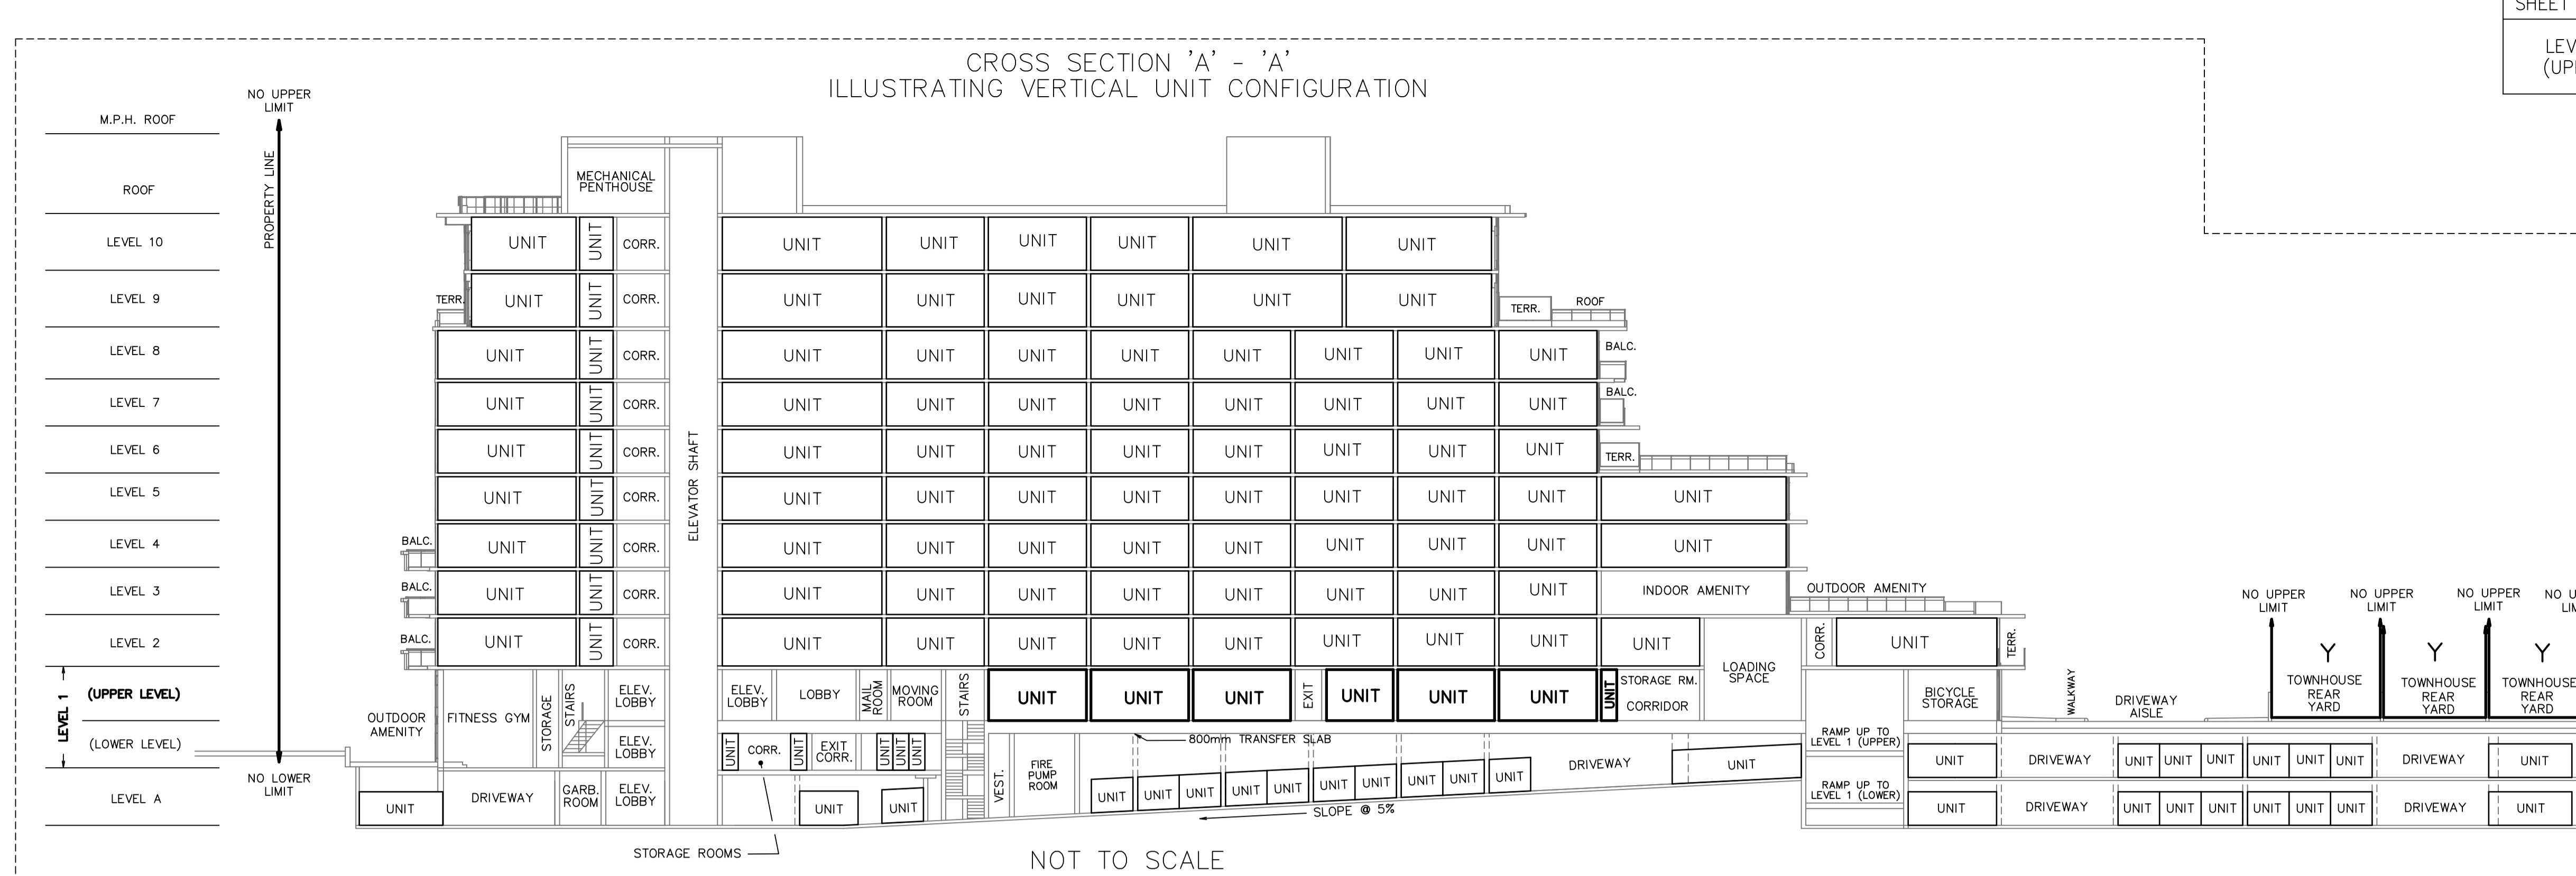 SHEET
CROSS SECTION 'A' - 'A'
ILLUSTRATING VERTICAL UNIT CONFIGURATION
NO UPPER
LIMIT
M.P.H. ROOF
PROPERTY LINE
MECHANICAL
PENTHOUSE
ROOF
LEVEL 10
UNIT UNIT CORR. UNIT UNIT UNIT UNIT UNIT UNIT
LEVEL 9
TERR. UNIT UNIT CORR. UNIT UNIT UNIT UNIT UNIT UNIT TERR. ROOF
LEVEL 8
UNIT UNIT CORR. UNIT UNIT UNIT UNIT UNIT UNIT UNIT UNIT BALC.
LEVEL 7
UNIT UNIT CORR. UNIT UNIT UNIT UNIT UNIT UNIT UNIT UNIT BALC.
ELEVATOR SHAFT
LEVEL 6
UNIT UNIT CORR. UNIT UNIT UNIT UNIT UNIT UNIT UNIT UNIT TERR.
LEVEL 5
UNIT UNIT CORR. UNIT UNIT UNIT UNIT UNIT UNIT UNIT UNIT UNIT
LEVEL 4
BALC. UNIT UNIT CORR. UNIT UNIT UNIT UNIT UNIT UNIT UNIT UNIT UNIT
LEVEL 3
BALC. UNIT UNIT CORR. UNIT UNIT UNIT UNIT UNIT UNIT UNIT UNIT INDOOR AMENITY OUTDOOR AMENITY
LEVEL 2
BALC. UNIT UNIT CORR. UNIT UNIT UNIT UNIT UNIT UNIT UNIT UNIT UNIT CORR. UNIT TERR.
LEVEL 1
(UPPER LEVEL)
(LOWER LEVEL)
OUTDOOR
AMENITY
FITNESS GYM
STORAGE
STAIRS
ELEV.
LOBBY
ELEV.
LOBBY
LOBBY
MAIL
ROOM
MOVING
ROOM
STAIRS
UNIT UNIT UNIT EXIT UNIT UNIT UNIT UNIT
STORAGE RM.
CORRIDOR
LOADING
SPACE
BICYCLE
STORAGE
WALKWAY
DRIVEWAY
AISLE
NO UPPER
LIMIT
NO UPPER
LIMIT
NO UPPER
LIMIT
Y
TOWNHOUSE
REAR
YARD
Y
TOWNHOUSE
REAR
YARD
Y
TOWNHOUSE
REAR
YARD
ELEV.
LOBBY
UNIT
CORR.
UNIT
EXIT
CORR.
UNIT UNIT UNIT
800mm TRANSFER SLAB
VEST.
FIRE
PUMP
ROOM
UNIT UNIT UNIT UNIT UNIT UNIT UNIT UNIT UNIT UNIT
DRIVEWAY
UNIT
RAMP UP TO
LEVEL 1 (UPPER)
UNIT DRIVEWAY UNIT UNIT UNIT UNIT UNIT UNIT DRIVEWAY UNIT
NO LOWER
LIMIT
LEVEL A
UNIT
DRIVEWAY
GARB.
ROOM
ELEV.
LOBBY
UNIT
UNIT
SLOPE @ 5%
RAMP UP TO
LEVEL 1 (LOWER)
UNIT DRIVEWAY UNIT UNIT UNIT UNIT UNIT UNIT DRIVEWAY UNIT
STORAGE ROOMS
NOT TO SCALE